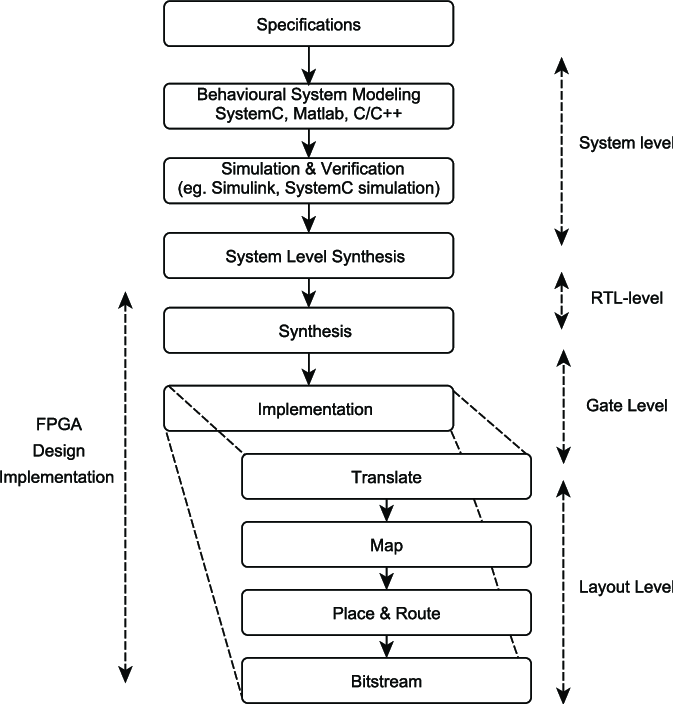 Specifications
Behavioural System Modeling
SystemC, Matlab, C/C++
System level
Simulation & Verification
(eg. Simulink, SystemC simulation)
System Level Synthesis
RTL-level
Synthesis
Implementation
Gate Level
FPGA
Design
Implementation
Translate
Map
Place & Route
Layout Level
Bitstream